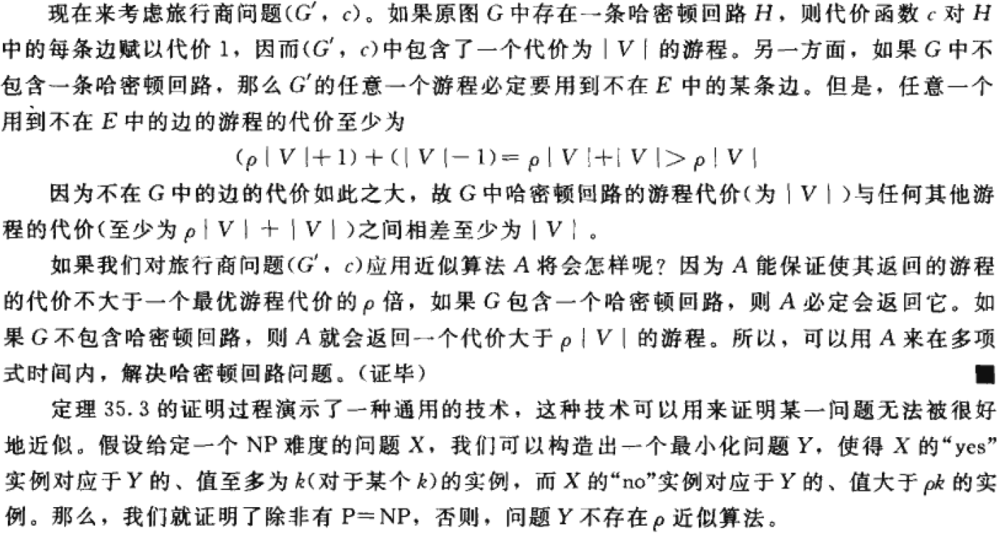 现在来考虑旅行商问题(G′，c)。如果原图 G 中存在一条哈密顿回路 H，则代价函数 c 对 H
中的每条边赋以代价 1，因而(G′，c)中包含了一个代价为｜V｜的游程。另一方面，如果 G 中不
包含一条哈密顿回路，那么 G′的任意一个游程必定要用到不在 E 中的某条边。但是，任意一个
用到不在 E 中的边的游程的代价至少为
(ρ｜V｜+1)+(｜V｜−1)=ρ｜V｜+｜V｜>ρ｜V｜
因为不在 G 中的边的代价如此之大，故 G 中哈密顿回路的游程代价(为｜V｜)与任何其他游
程的代价(至少为 ρ｜V｜+｜V｜)之间相差至少为｜V｜。
如果我们对旅行商问题(G′，c)应用近似算法 A 将会怎样呢？因为 A 能保证使其返回的游程
的代价不大于一个最优游程代价的 ρ 倍，如果 G 包含一个哈密顿回路，则 A 必定会返回它。如
果 G 不包含哈密顿回路，则 A 就会返回一个代价大于 ρ｜V｜的游程。所以，可以用 A 来在多项
式时间内，解决哈密顿回路问题。(证毕) ■
定理 35.3 的证明过程演示了一种通用的技术，这种技术可以用来证明某一问题无法被很好
地近似。假设给定一个 NP 难度的问题 X，我们可以构造出一个最小化问题 Y，使得 X 的“yes”
实例对应于 Y 的、值至多为 k(对于某个 k)的实例，而 X 的“no”实例对应于 Y 的、值大于 ρk 的实
例。那么，我们就证明了除非有 P=NP，否则，问题 Y 不存在 ρ 近似算法。